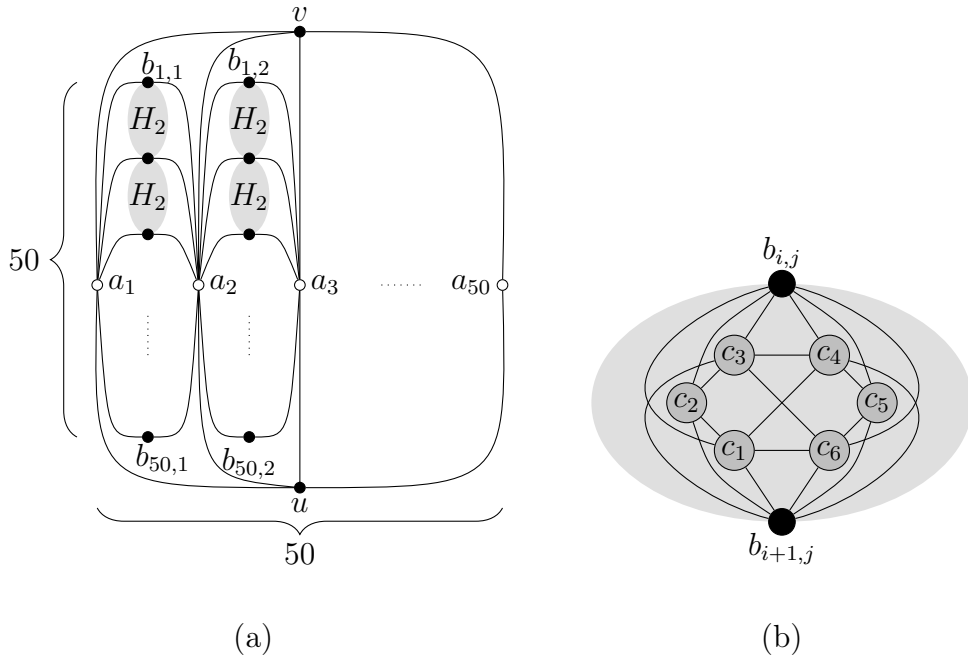 v
b1,1 b1,2
H2 H2
H2 H2
50
a1 a2 a3 ........ a50
b50,1 b50,2
u
50
(a)
bi,j
c3 c4
c2 c5
c1 c6
bi+1,j
(b)